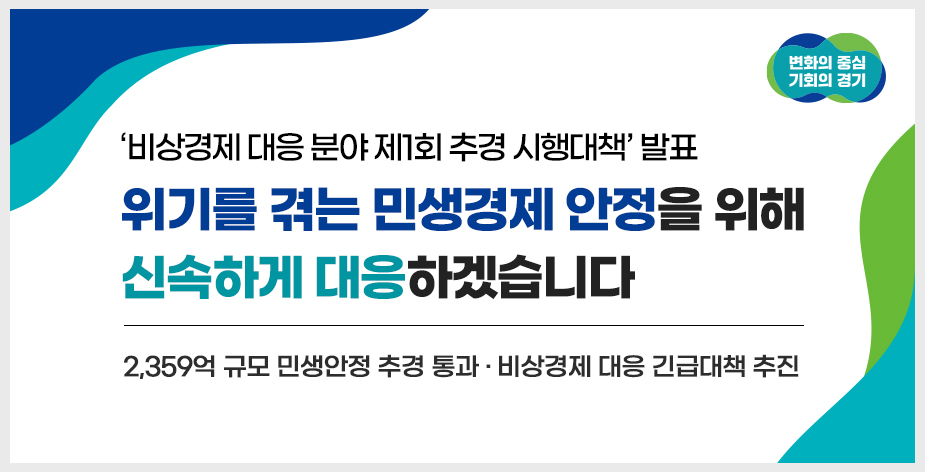 변화의 중심
기회의 경기
‘비상경제 대응 분야 제1회 추경 시행대책’ 발표
위기를 겪는 민생경제 안정을 위해
신속하게 대응하겠습니다
2,359억 규모 민생안정 추경 통과 · 비상경제 대응 긴급대책 추진